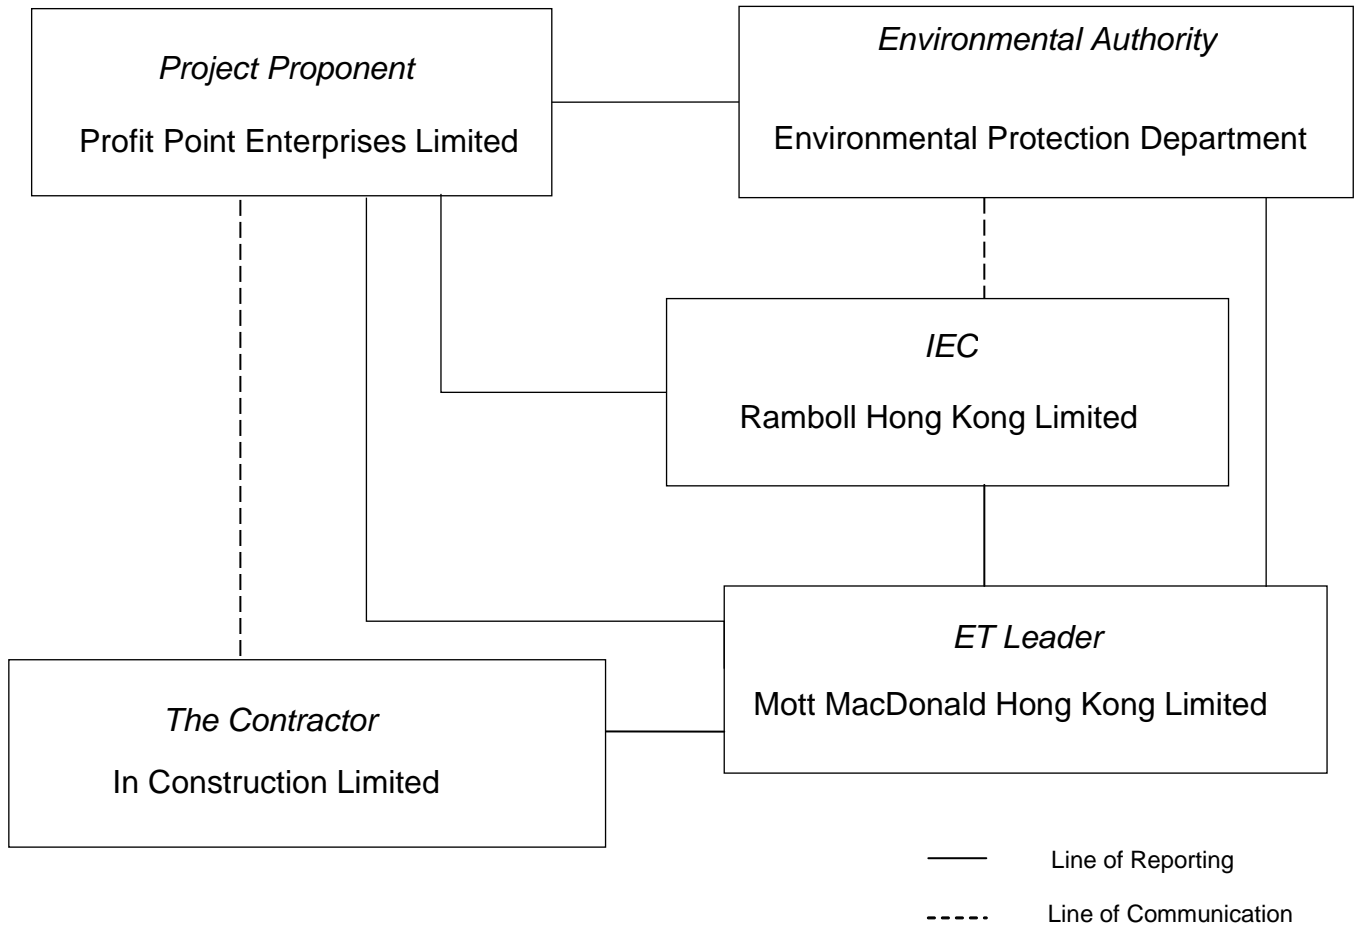 Project Proponent
Profit Point Enterprises Limited
Environmental Authority
Environmental Protection Department
IEC
Ramboll Hong Kong Limited
ET Leader
Mott MacDonald Hong Kong Limited
The Contractor
In Construction Limited
Line of Reporting
Line of Communication